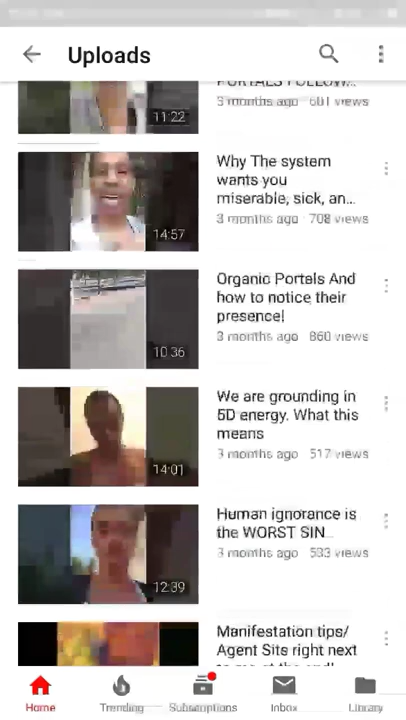 Uploads
PORTALS FOLLOW...
3 months ago 601 views
11:22
Why The system
wants you
miserable, sick, an...
3 months ago 708 views
14:57
Organic Portals And
how to notice their
presence!
3 months ago 860 views
10:36
We are grounding in
5D energy. What this
means
3 months ago 517 views
14:01
Human ignorance is
the WORST SIN
3 months ago 533 views
12:39
Manifestation tips/
Agent Sits right next
Home Trending Subscriptions Inbox Library